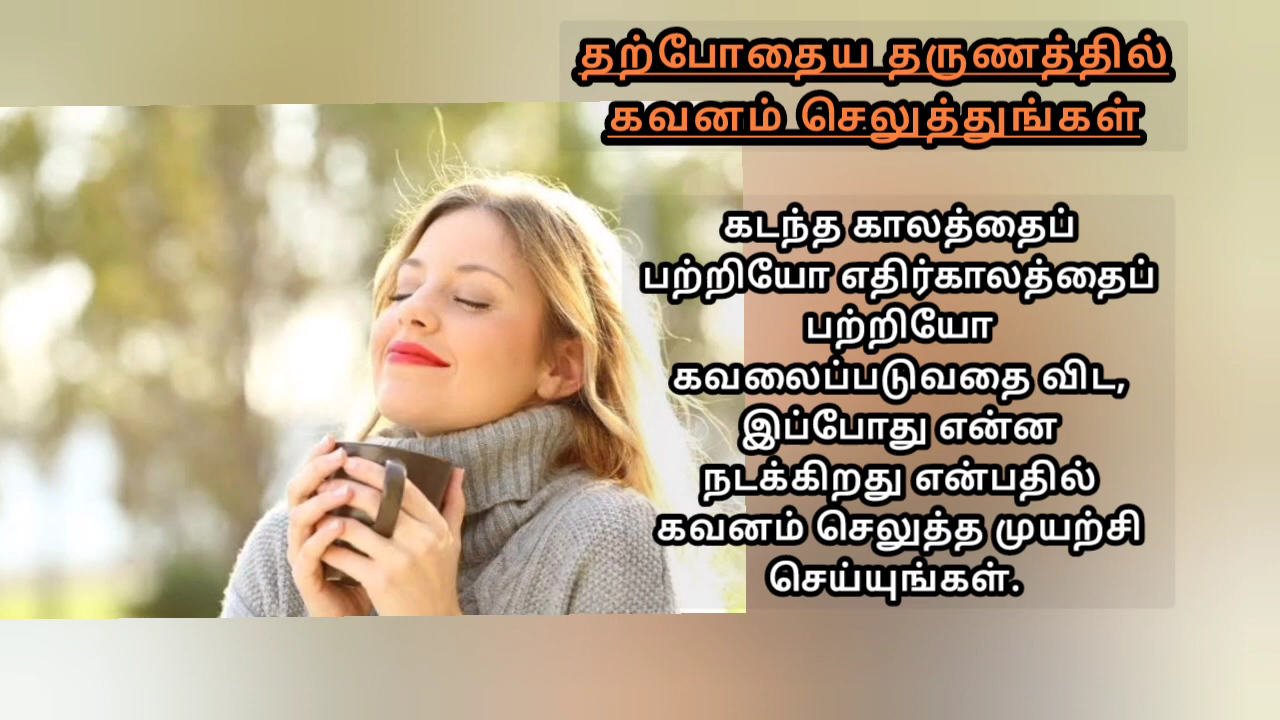 தற்போதைய தருணத்தில்
கவனம் செலுத்துங்கள்
கடந்த காலத்தைப்
பற்றியோ எதிர்காலத்தைப்
பற்றியோ
கவலைப்படுவதை விட,
இப்போது என்ன
நடக்கிறது என்பதில்
கவனம் செலுத்த முயற்சி
செய்யுங்கள்.